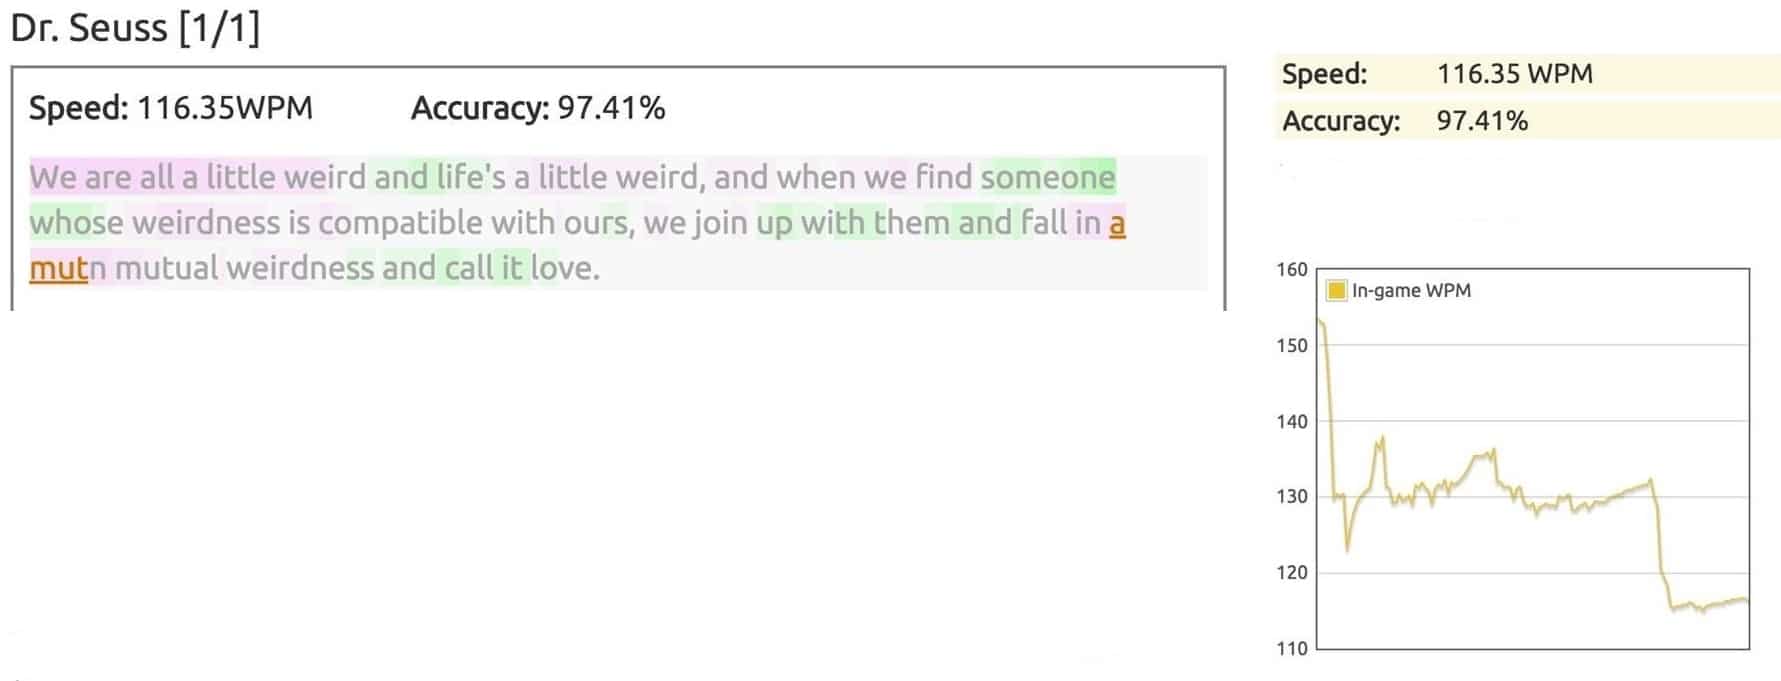 Dr. Seuss [1/1]
Speed: 116.35WPM Accuracy: 97.41%
We are all a little weird and life's a little weird, and when we find someone
whose weirdness is compatible with ours, we join up with them and fall in a
mutn mutual weirdness and call it love.
Speed: 116.35 WPM
Accuracy: 97.41%
160
In-game WPM
150
140
130
120
110